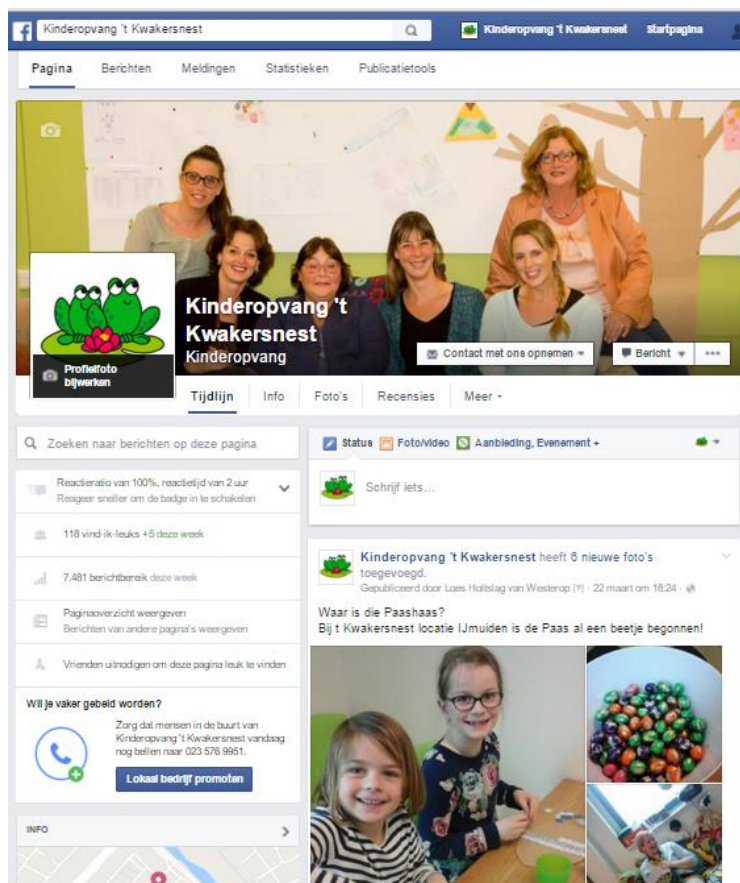 Kinderopvang 't Kwakersnest
Kinderopvang 't Kwakersnest Startpagina
Pagina Berichten Meldingen Statistieken Publicatietools
Kinderopvang 't
Kwakersnest
Kinderopvang
Profielfoto
bijwerken
Contact met ons opnemen
Bericht
Tijdlijn Info Foto's Recensies Meer
Zoeken naar berichten op deze pagina
Reactieratio van 100%, reactietijd van 2 uur
Reageer sneller om de badge in te schakelen
118 vind-ik-leuks +5 deze week
7.481 berichtbereik deze week
Paginaoverzicht weergeven
Berichten van andere pagina's weergeven
Vrienden uitnodigen om deze pagina leuk te vinden
Wil je vaker gebeld worden?
Zorg dat mensen in de buurt van
Kinderopvang 't Kwakersnest vandaag
nog bellen naar 023 576 9951.
Lokaal bedrijf promoten
INFO
Status Foto/video Aanbieding, Evenement +
Schrijf iets...
Kinderopvang 't Kwakersnest heeft 6 nieuwe foto's
toegevoegd.
Gepubliceerd door Loes Holtslag van Westerop [?] · 22 maart om 18:24 ·
Waar is die Paashaas?
Bij t Kwakersnest locatie IJmuiden is de Paas al een beetje begonnen!